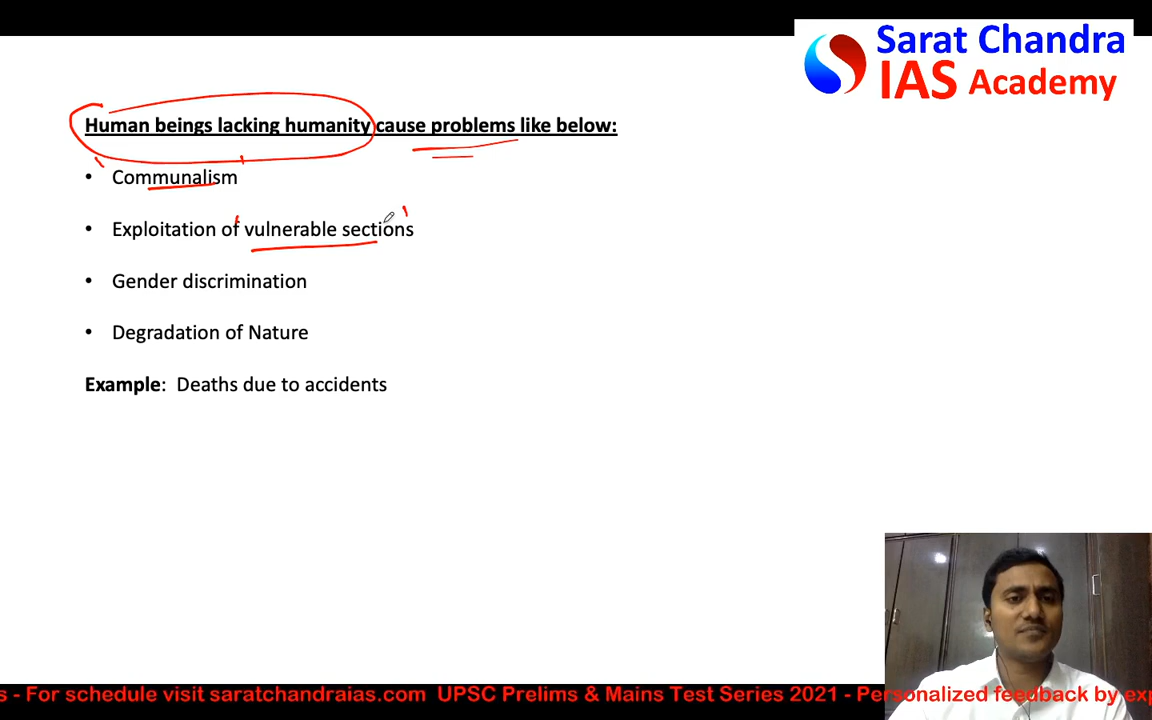 Sarat Chandra
IAS Academy
Human beings lacking humanity cause problems like below:
• Communalism
• Exploitation of vulnerable sections
• Gender discrimination
• Degradation of Nature
Example: Deaths due to accidents
s - For schedule visit saratchandraias.com UPSC Prelims & Mains Test Series 2021 - Personalized feedback by exp